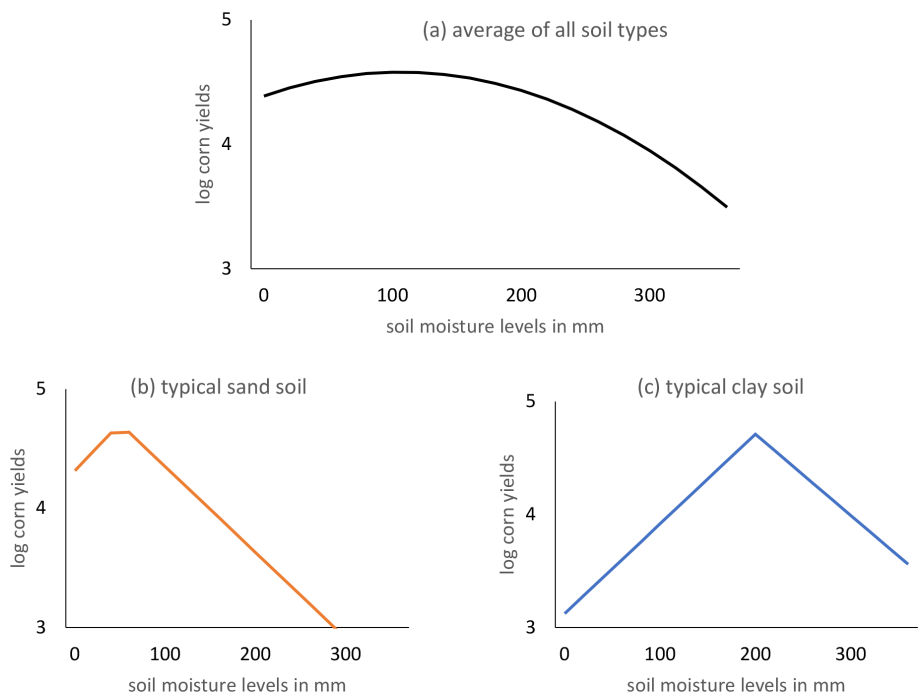 (a) average of all soil types
5
4
3
log corn yields
0 100 200 300
soil moisture levels in mm
(b) typical sand soil
5
4
3
log corn yields
0 100 200 300
soil moisture levels in mm
(c) typical clay soil
5
4
3
log corn yields
0 100 200 300
soil moisture levels in mm